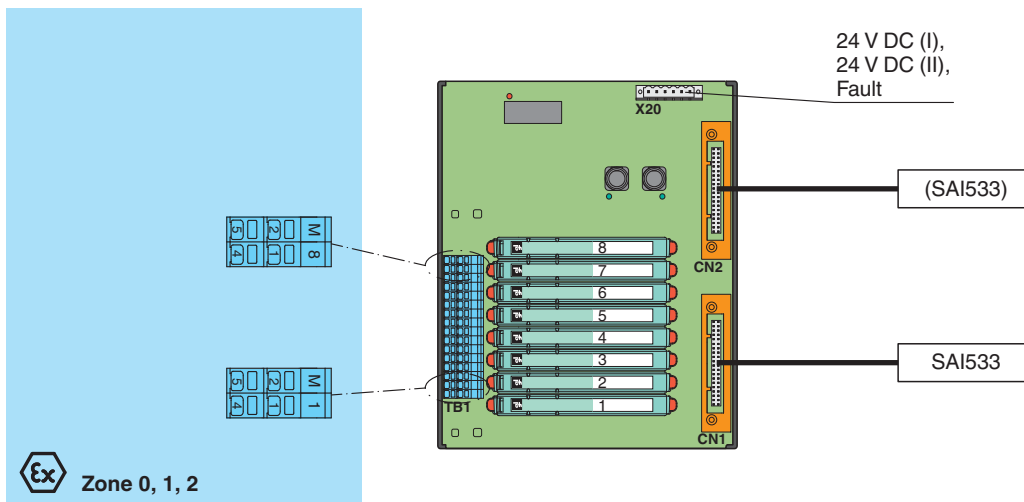 24 V DC (I),
24 V DC (II),
Fault
X20
(SAI533)
CN2
5 2 M
4 1 8
8
7
6
5
4
3
2
1
SAI533
5 2 M
4 1 1
TB1
CN1
Ex Zone 0, 1, 2